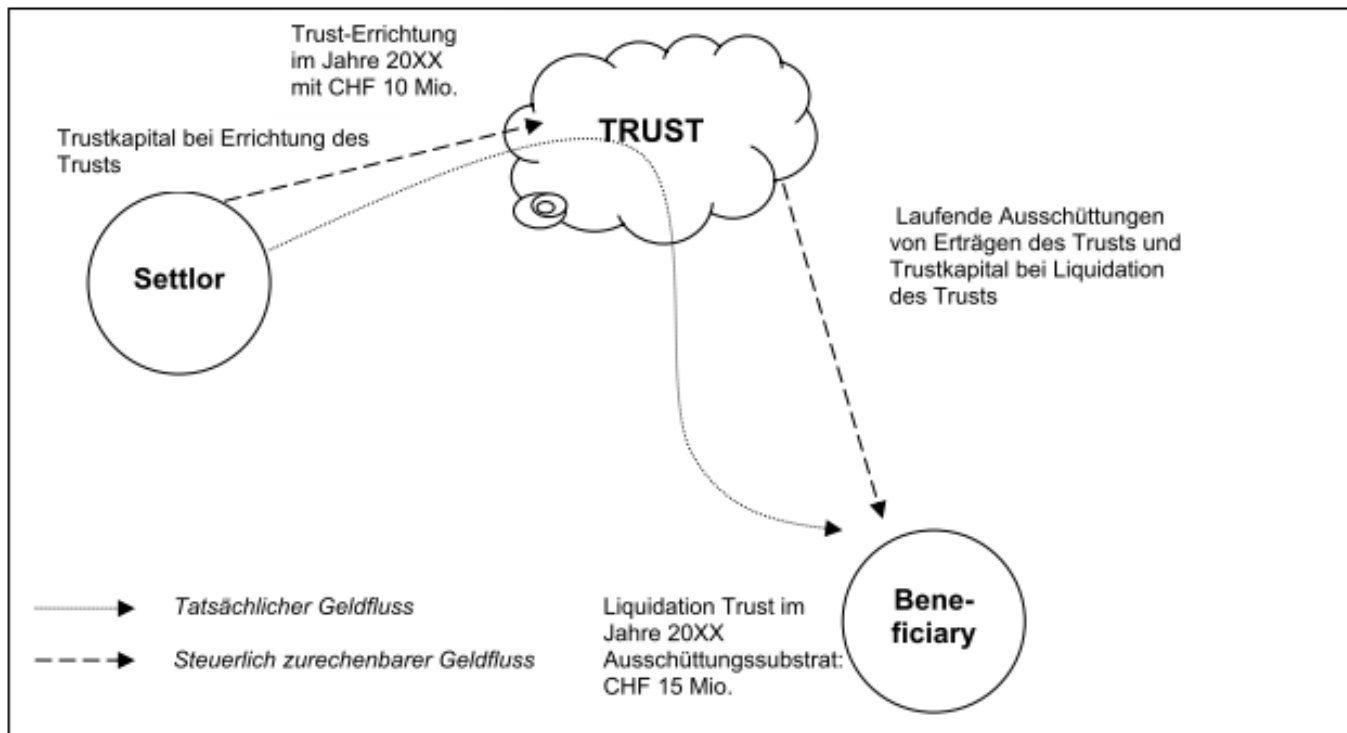 Trust-Errichtung
im Jahre 20XX
mit CHF 10 Mio.
TRUST
Trustkapital bei Errichtung des
Trusts
Settlor
Laufende Ausschüttungen
von Erträgen des Trusts und
Trustkapital bei Liquidation
des Trusts
Tatsächlicher Geldfluss
Steuerlich zurechenbarer Geldfluss
Liquidation Trust im
Jahre 20XX
Ausschüttungssubstrat:
CHF 15 Mio.
Bene-
ficiary